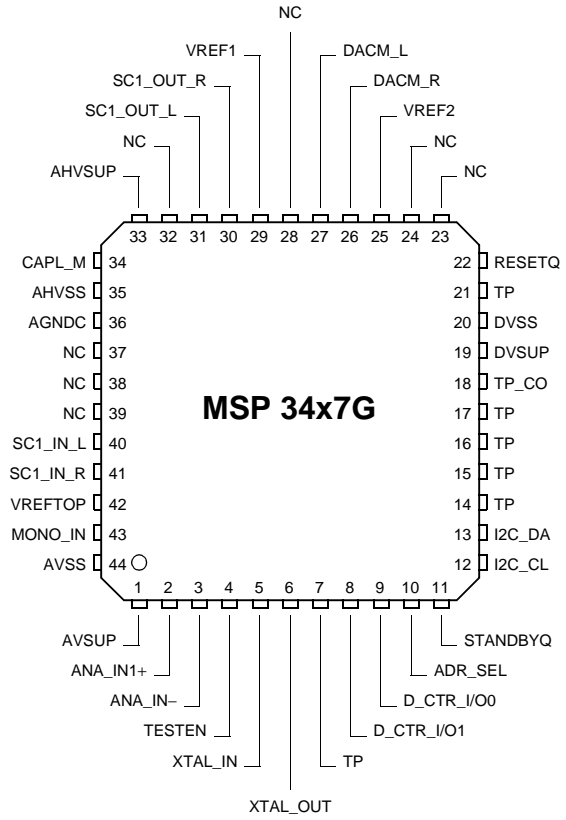 NC
VREF1 DACM_L
SC1_OUT_R DACM_R
SC1_OUT_L VREF2
NC NC
AHVSUP NC
33 32 31 30 29 28 27 26 25 24 23
CAPL_M 34 22 RESETQ
AHVSS 35 21 TP
AGNDC 36 20 DVSS
NC 37 19 DVSUP
NC 38 18 TP_CO
NC 39 17 TP
MSP 34x7G
SC1_IN_L 40 16 TP
SC1_IN_R 41 15 TP
VREFTOP 42 14 TP
MONO_IN 43 13 I2C_DA
AVSS 44 12 I2C_CL
1 2 3 4 5 6 7 8 9 10 11
AVSUP STANDBYQ
ANA_IN1+ ADR_SEL
ANA_IN− D_CTR_I/O0
TESTEN D_CTR_I/O1
XTAL_IN TP
XTAL_OUT